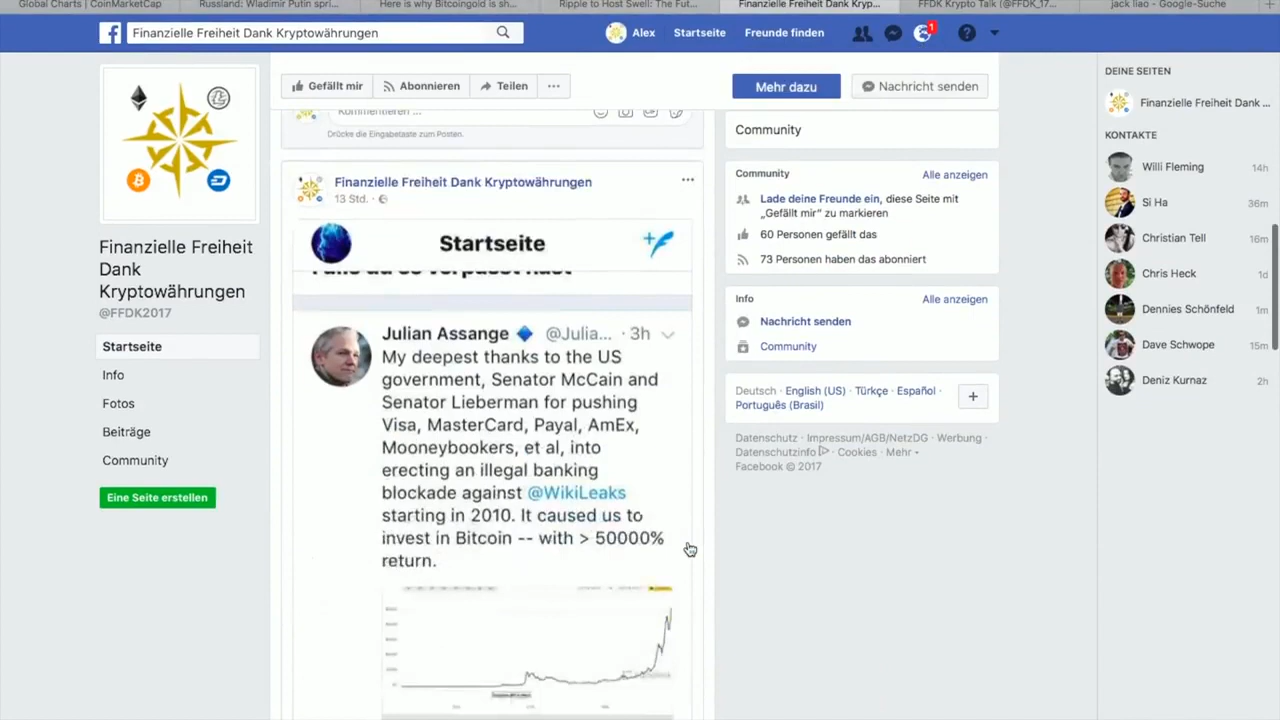 Global Charts | CoinMarketCap
Russland: Wladimir Putin spri...
Here is why Bitcoingold is sh...
Ripple to Host Swell: The Fut...
Finanzielle Freiheit Dank Kryp...
FFDK Krypto Talk (@FFDK_17...
jack liao - Google-Suche
Finanzielle Freiheit Dank Kryptowährungen
Alex
Startseite
Freunde finden
1
Gefällt mir
Abonnieren
Teilen
Mehr dazu
Nachricht senden
Finanzielle Freiheit
Dank
Kryptowährungen
@FFDK2017
Startseite
Info
Fotos
Beiträge
Community
Eine Seite erstellen
Kommentieren ...
Drücke die Eingabetaste zum Posten.
Finanzielle Freiheit Dank Kryptowährungen
13 Std. ·
Startseite
Julian Assange @Julia... · 3h
My deepest thanks to the US
government, Senator McCain and
Senator Lieberman for pushing
Visa, MasterCard, Payal, AmEx,
Mooneybookers, et al, into
erecting an illegal banking
blockade against @WikiLeaks
starting in 2010. It caused us to
invest in Bitcoin -- with > 50000%
return.
Community
Community
Alle anzeigen
Lade deine Freunde ein, diese Seite mit
„Gefällt mir“ zu markieren
60 Personen gefällt das
73 Personen haben das abonniert
Info
Alle anzeigen
Nachricht senden
Community
Deutsch · English (US) · Türkçe · Español ·
Português (Brasil)
Datenschutz · Impressum/AGB/NetzDG · Werbung ·
Datenschutzinfo · Cookies · Mehr
Facebook © 2017
DEINE SEITEN
Finanzielle Freiheit Dank ...
KONTAKTE
Willi Fleming 14h
Si Ha 36m
Christian Tell 16m
Chris Heck 1d
Dennies Schönfeld 1m
Dave Schwope 15m
Deniz Kurnaz 2h